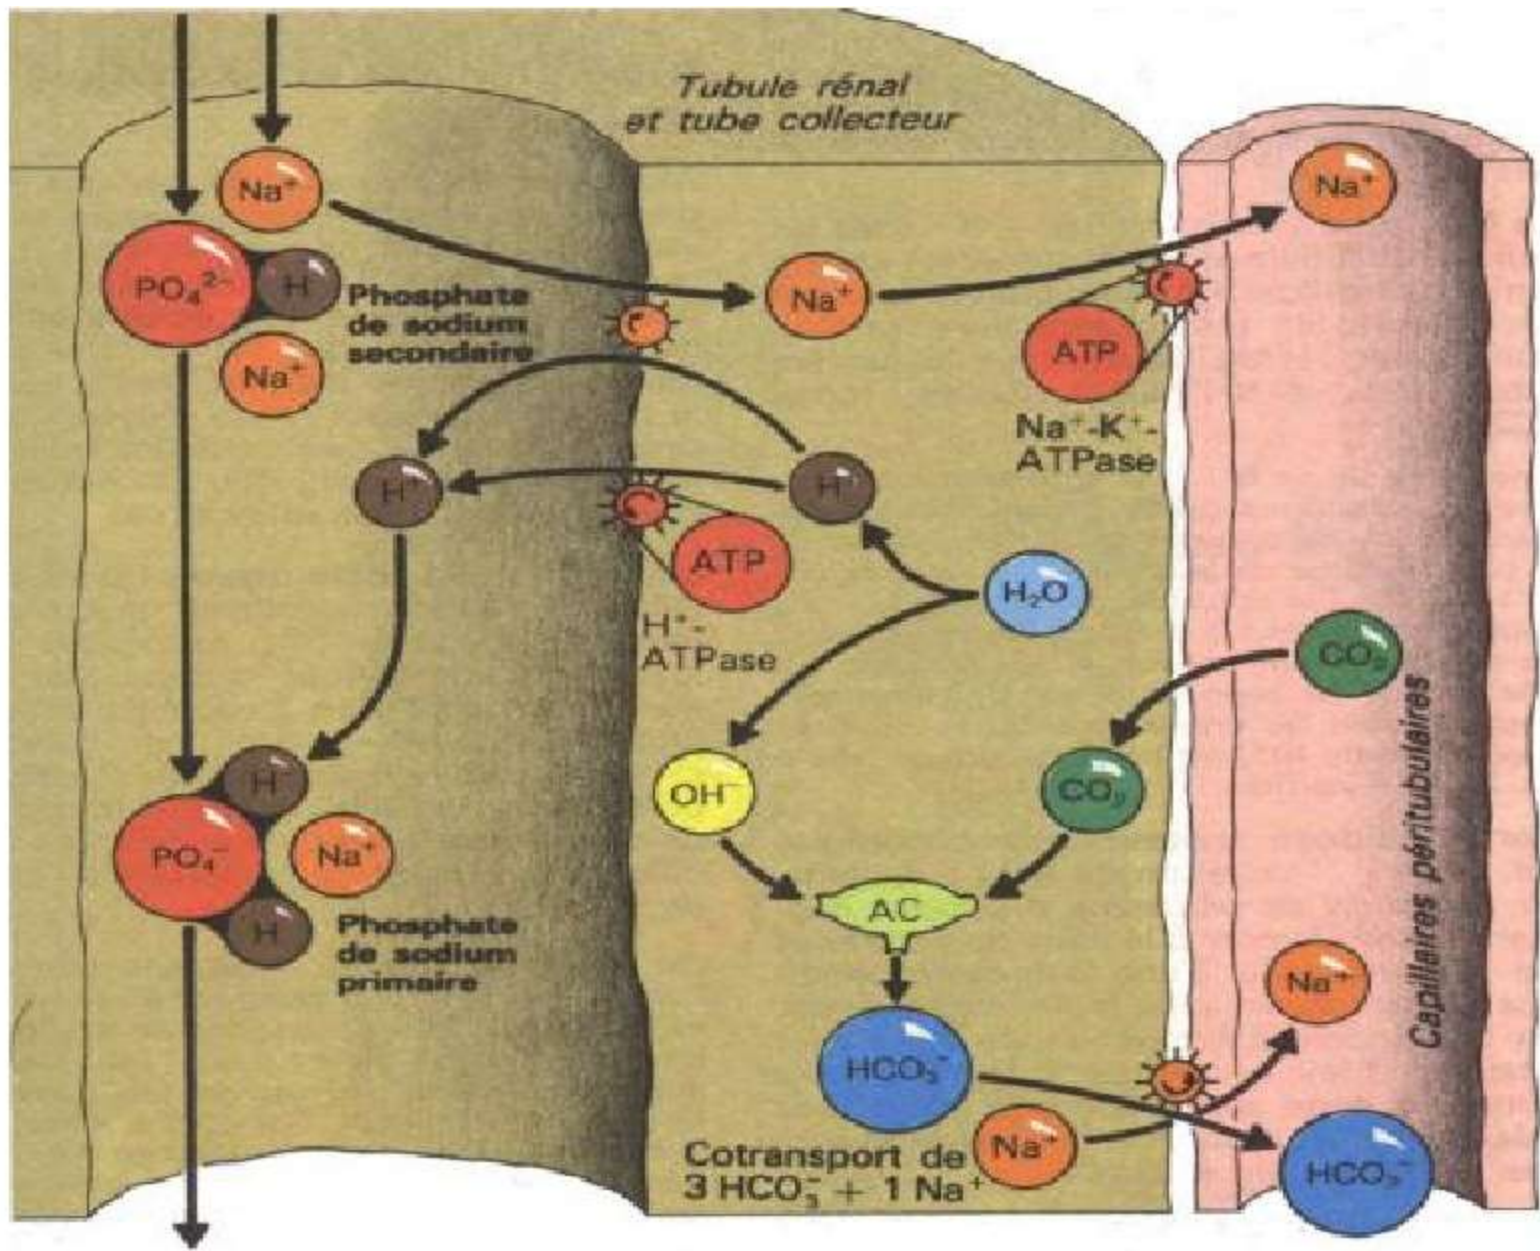 Tubule rénal
et tube collecteur
Na⁺
Na⁺
PO₄²⁻
H
Phosphate
de sodium
secondaire
Na⁺
Na⁺
ATP
Na⁺-K⁺-
ATPase
H⁺
H⁺
ATP
H⁺-
ATPase
H₂O
CO₂
OH⁻
CO₂
H
PO₄⁻
Na⁺
H
Phosphate
de sodium
primaire
AC
Capillaires péritubulaires
Na⁺
HCO₃⁻
Na⁺
Cotransport de
3 HCO₃⁻ + 1 Na⁺
HCO₃⁻